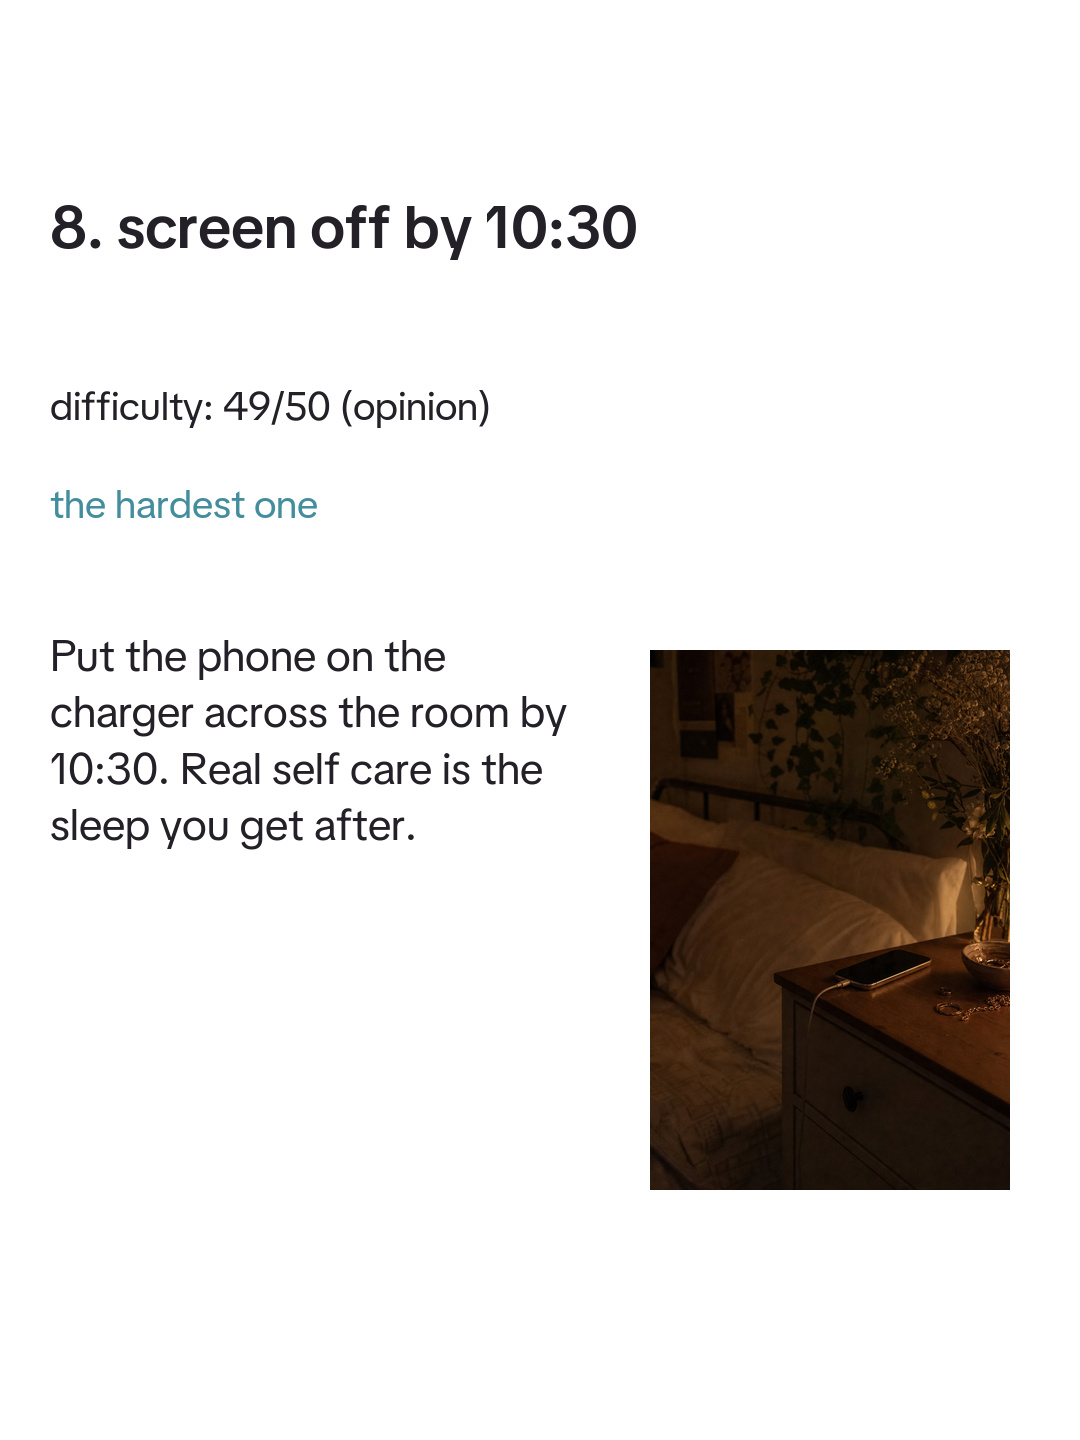 8. screen off by 10:30
difficulty: 49/50 (opinion)
the hardest one
Put the phone on the
charger across the room by
10:30. Real self care is the
sleep you get after.